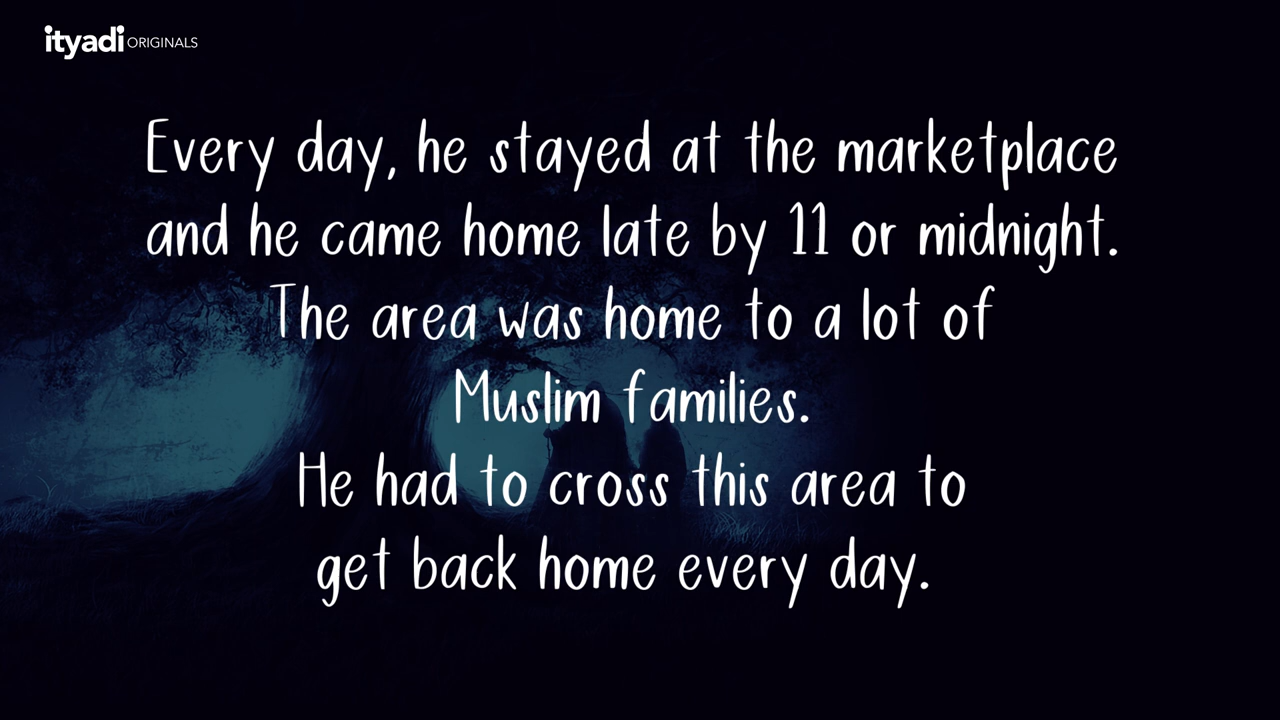 ityadi ORIGINALS
Every day, he stayed at the marketplace
and he came home late by 11 or midnight.
The area was home to a lot of
Muslim families.
He had to cross this area to
get back home every day.